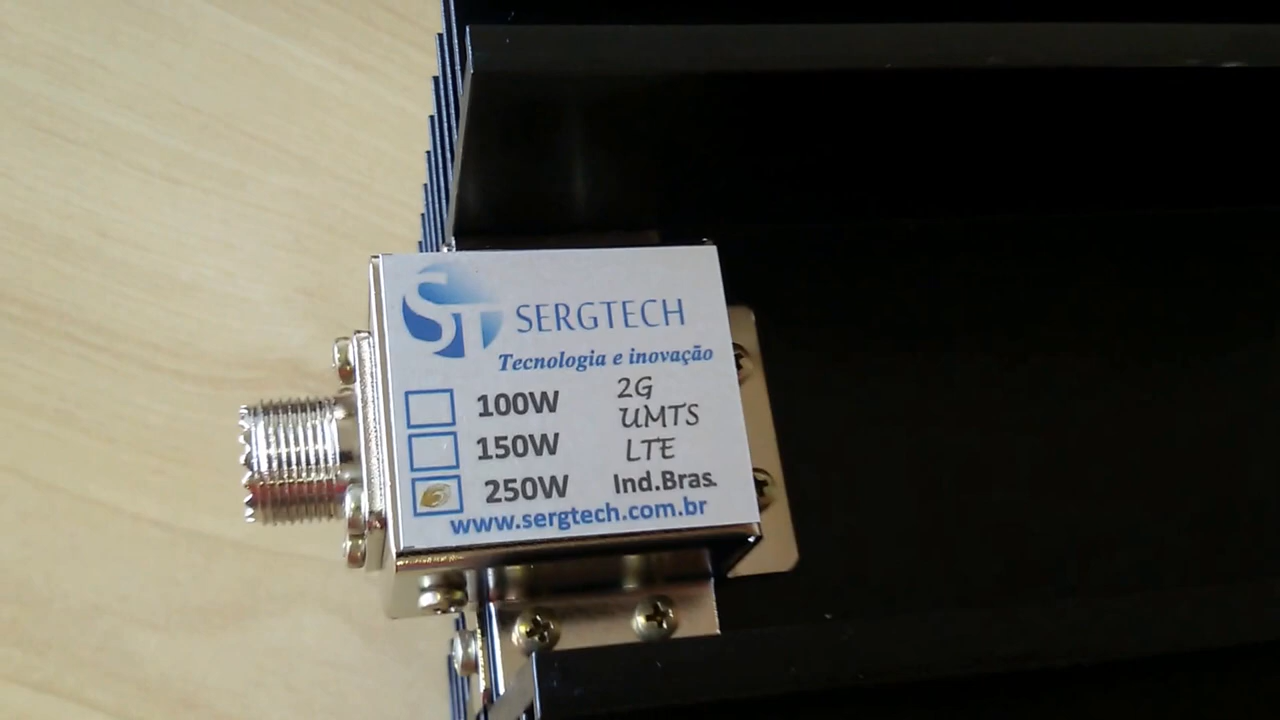 ST SERGTECH
Tecnologia e inovação
100W 2G
UMTS
150W LTE
250W Ind.Bras.
www.sergtech.com.br